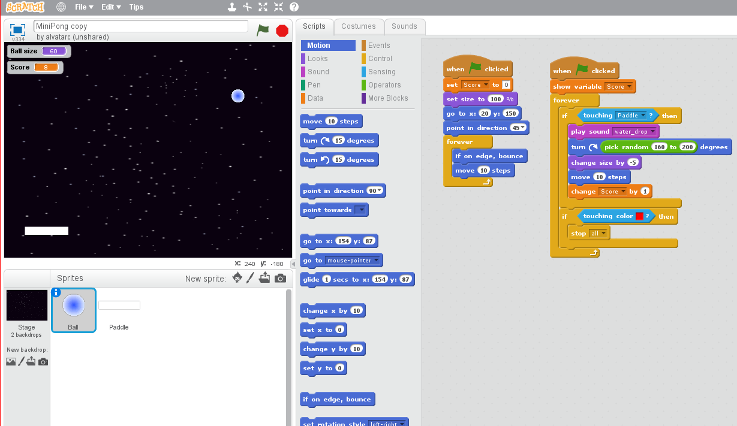 SCRATCH File Edit Tips
MiniPong copy
by alvatarz (unshared)
Ball size 60
Score 8
X: 240 y: -180
Sprites New sprite:
Stage
2 backdrops
New backdrop:
Ball
Paddle
Scripts Costumes Sounds
Motion Events
Looks Control
Sound Sensing
Pen Operators
Data More Blocks
move 10 steps
turn 15 degrees
turn 15 degrees
point in direction 90
point towards
go to x: 154 y: 87
go to mouse-pointer
glide 1 secs to x: 154 y: 87
change x by 10
set x to 0
change y by 10
set y to 0
if on edge, bounce
set rotation style left-right
when clicked
set Score to 0
set size to 100 %
go to x: 20 y: 150
point in direction 45
forever
if on edge, bounce
move 10 steps
when clicked
show variable Score
forever
if touching Paddle ? then
play sound water_drop
turn pick random 160 to 200 degrees
change size by -5
move 10 steps
change Score by 1
if touching color ? then
stop all